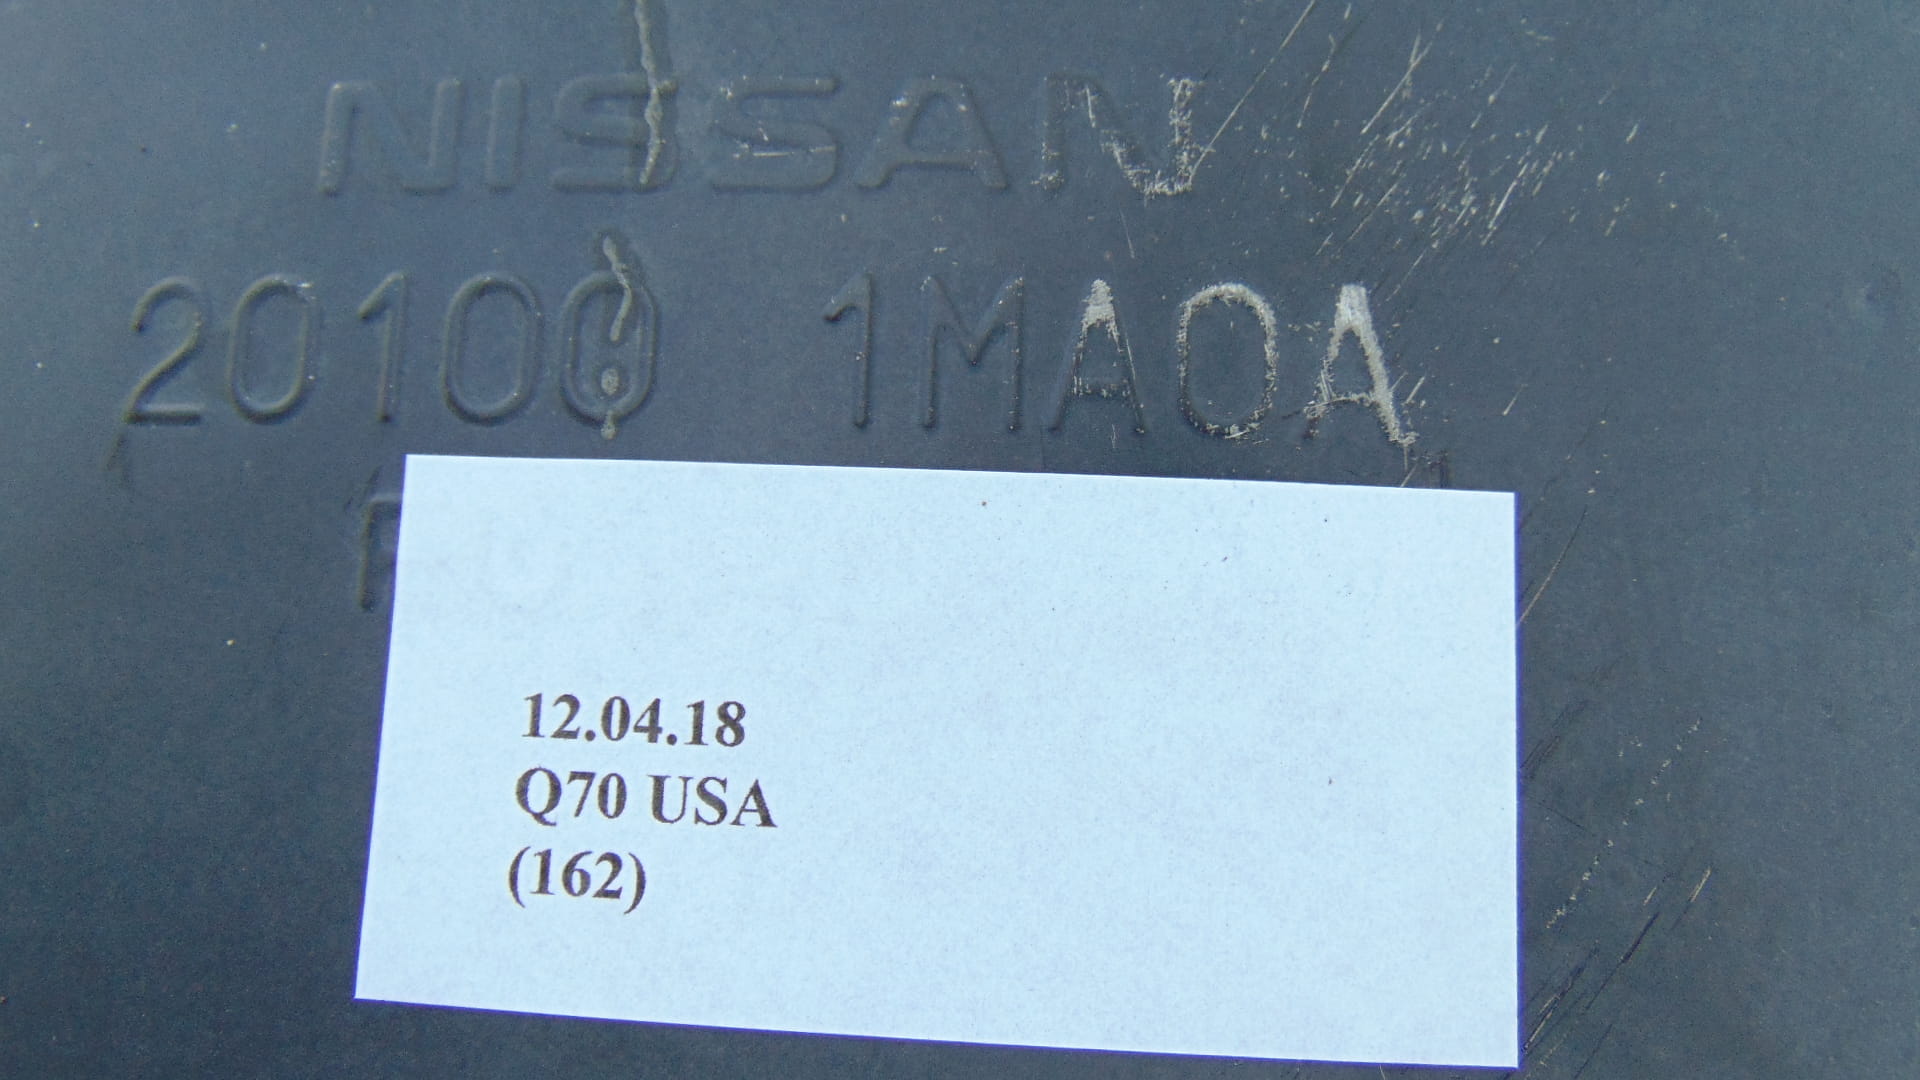 NISSAN
20100 1MA0A
12.04.18
Q70 USA
(162)